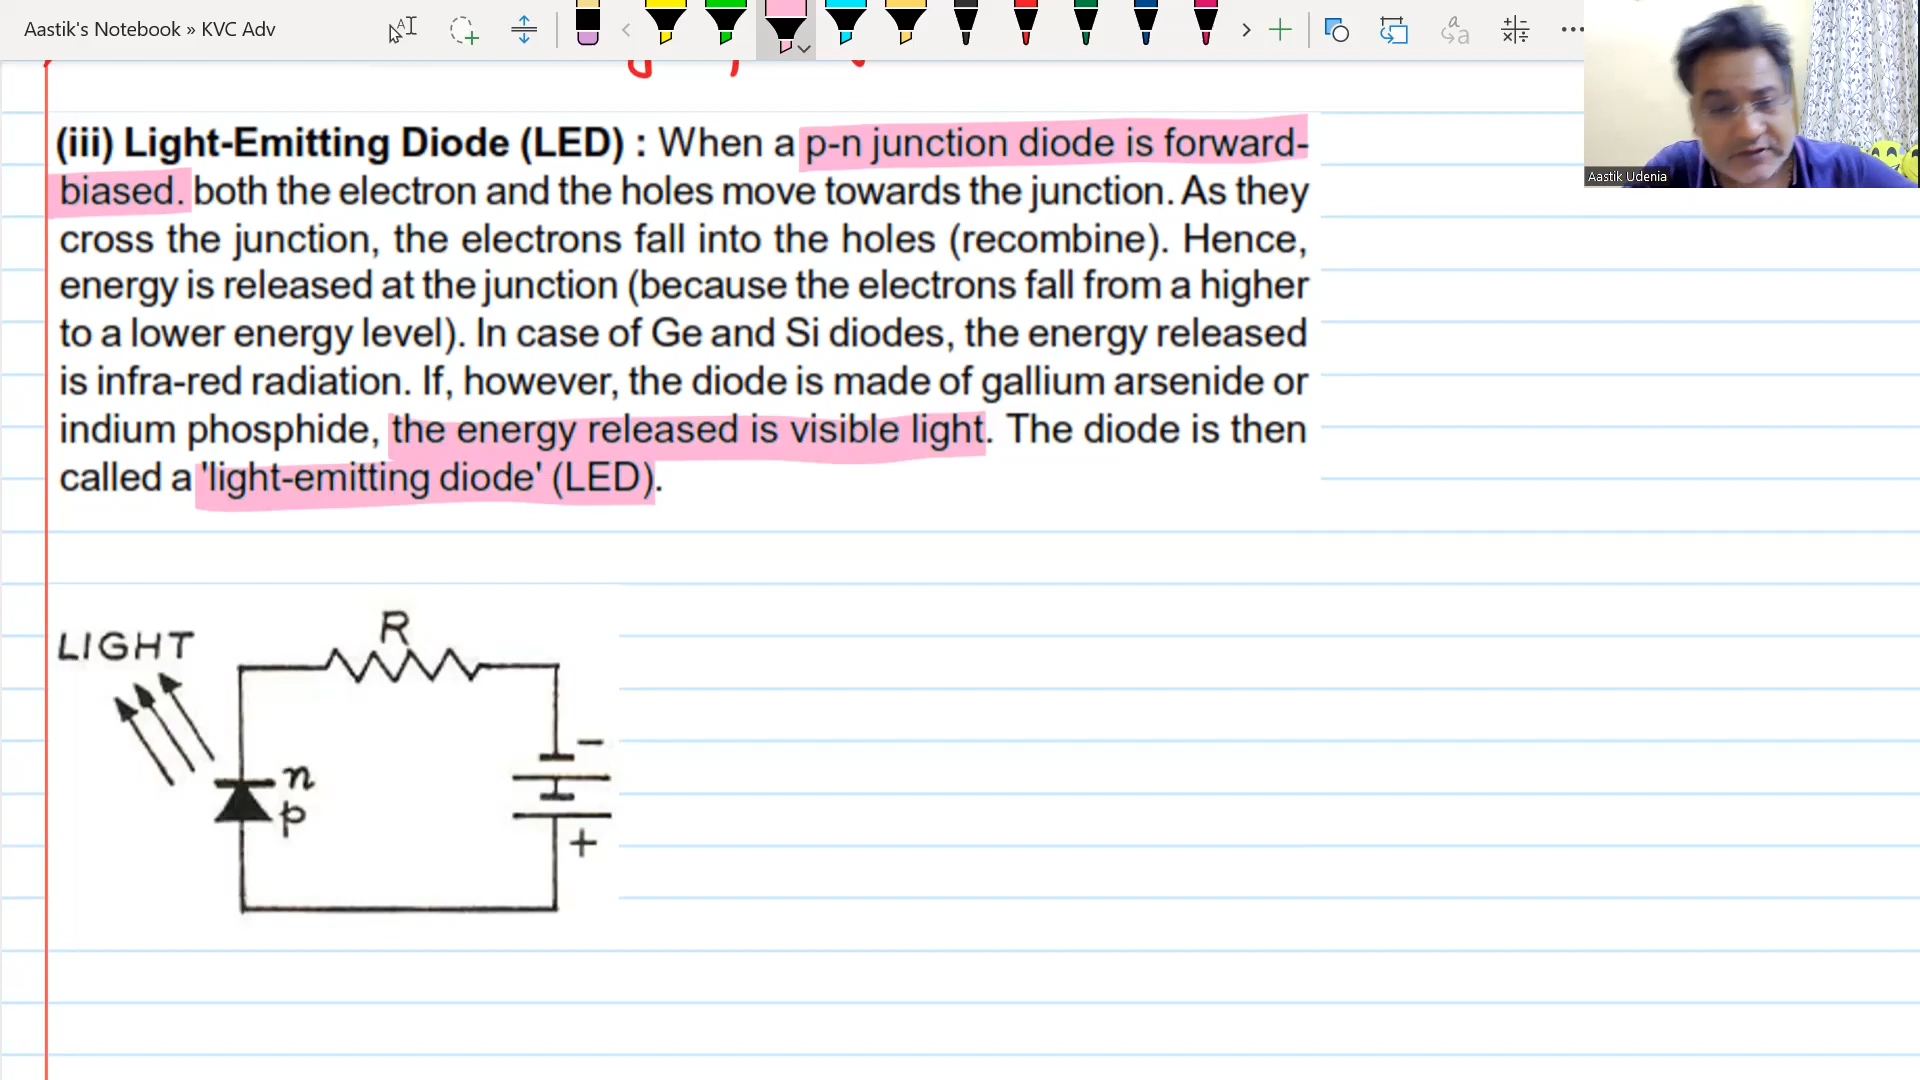 Aastik's Notebook » KVC Adv
Aastik Udenia
(iii) Light-Emitting Diode (LED) : When a p-n junction diode is forward-
biased. both the electron and the holes move towards the junction. As they
cross the junction, the electrons fall into the holes (recombine). Hence,
energy is released at the junction (because the electrons fall from a higher
to a lower energy level). In case of Ge and Si diodes, the energy released
is infra-red radiation. If, however, the diode is made of gallium arsenide or
indium phosphide, the energy released is visible light. The diode is then
called a 'light-emitting diode' (LED).
R
LIGHT
−
n
p
+